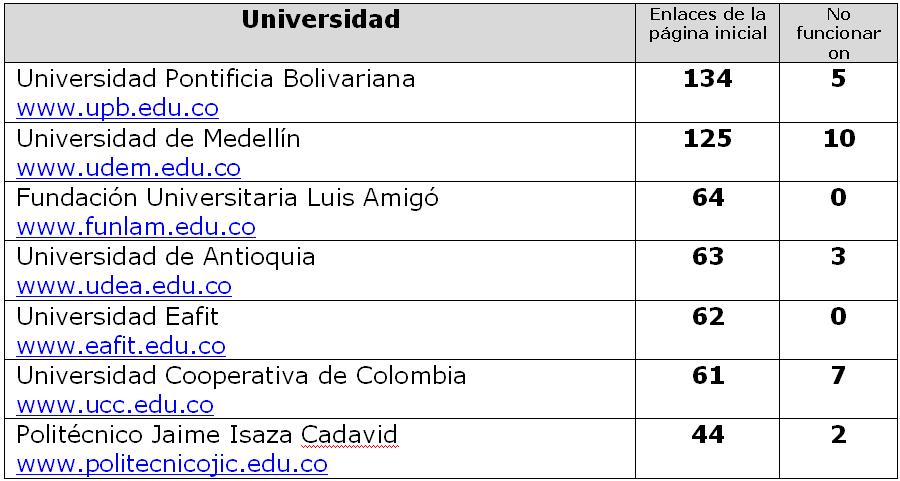 Universidad
Enlaces de la
página inicial
No
funcionar
on
Universidad Pontificia Bolivariana
www.upb.edu.co
134
5
Universidad de Medellín
www.udem.edu.co
125
10
Fundación Universitaria Luis Amigó
www.funlam.edu.co
64
0
Universidad de Antioquia
www.udea.edu.co
63
3
Universidad Eafit
www.eafit.edu.co
62
0
Universidad Cooperativa de Colombia
www.ucc.edu.co
61
7
Politécnico Jaime Isaza Cadavid
www.politecnicojic.edu.co
44
2